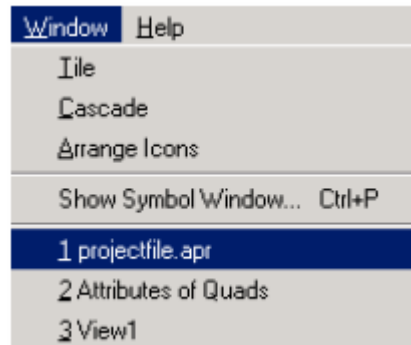 Window Help
Tile
Cascade
Arrange Icons
Show Symbol Window... Ctrl+P
1 projectfile.apr
2 Attributes of Quads
3 View1